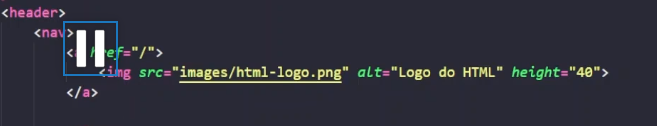 <header>
<nav>
<a href="/">
<img src="images/html-logo.png" alt="Logo do HTML" height="40">
</a>